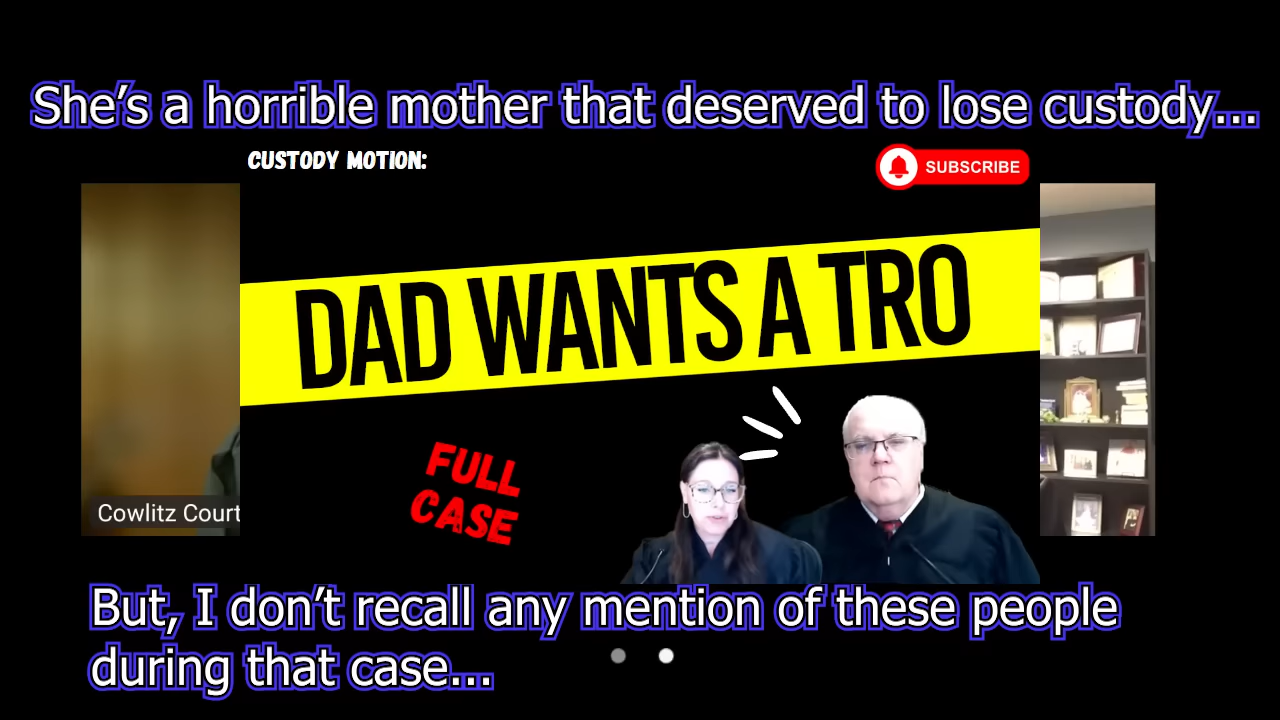 She's a horrible mother that deserved to lose custody...
CUSTODY MOTION:
SUBSCRIBE
DAD WANTS A TRO
FULL
CASE
Cowlitz Court
But, I don't recall any mention of these people
during that case...